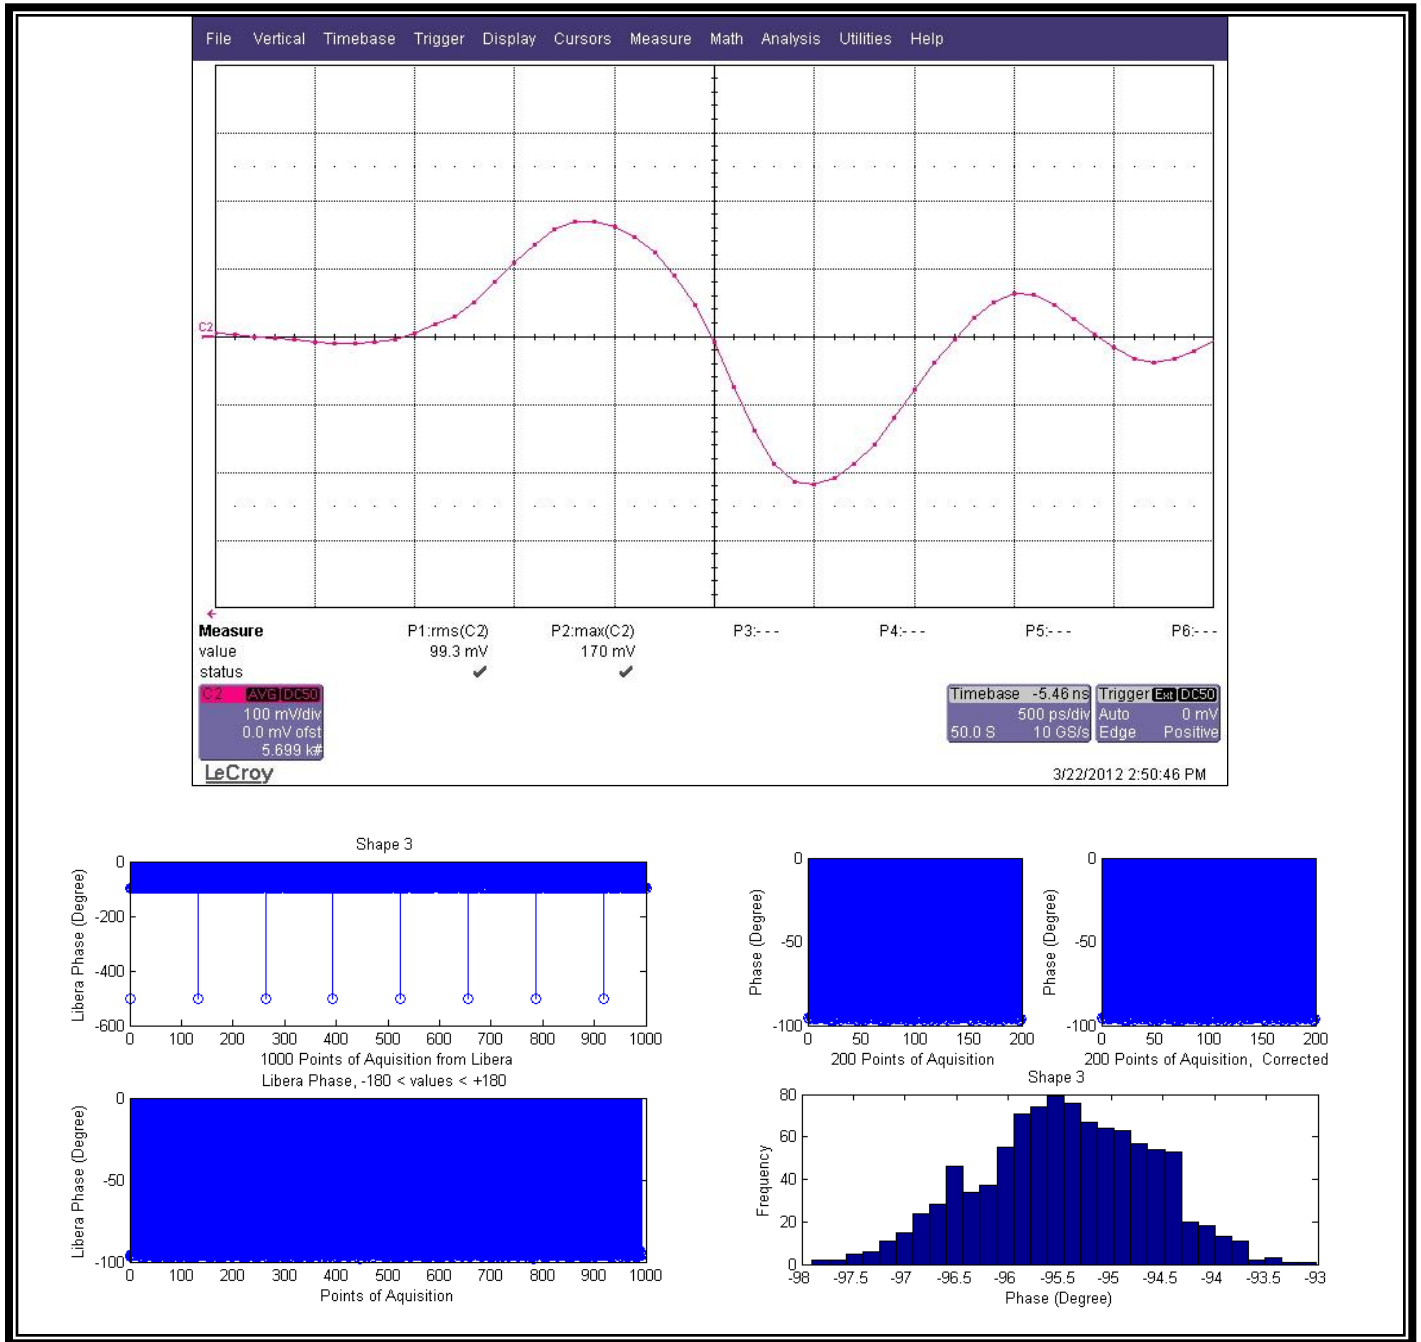 File Vertical Timebase Trigger Display Cursors Measure Math Analysis Utilities Help
C2
Measure P1:rms(C2) P2:max(C2) P3:- - - P4:- - - P5:- - - P6:- - -
value 99.3 mV 170 mV
status
C2 AVG DC50
100 mV/div
0.0 mV ofst
5.699 k#
Timebase -5.46 ns
500 ps/div
50.0 S 10 GS/s
Trigger Ext DC50
Auto 0 mV
Edge Positive
LeCroy
3/22/2012 2:50:46 PM
Shape 3
Libera Phase (Degree)
0
-200
-400
-600
0 100 200 300 400 500 600 700 800 900 1000
1000 Points of Aquisition from Libera
Phase (Degree)
0
-50
-100
0 50 100 150 200
200 Points of Aquisition
Phase (Degree)
0
-50
-100
0 50 100 150 200
200 Points of Aquisition, Corrected
Libera Phase, -180 < values < +180
Libera Phase (Degree)
0
-50
-100
0 100 200 300 400 500 600 700 800 900 1000
Points of Aquisition
Shape 3
Frequency
80
60
40
20
0
-98 -97.5 -97 -96.5 -96 -95.5 -95 -94.5 -94 -93.5 -93
Phase (Degree)